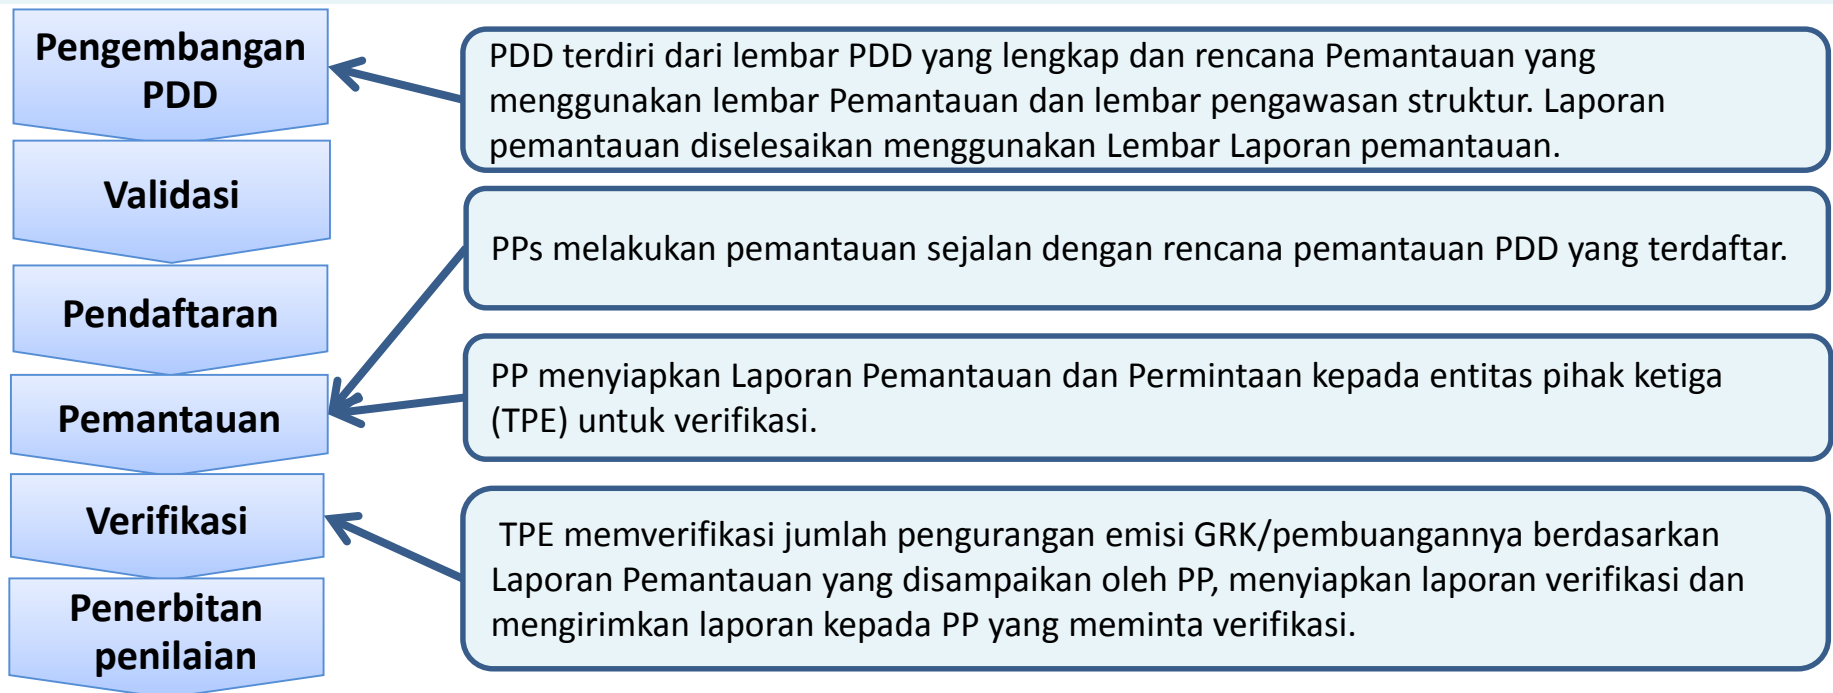 Pengembangan
PDD
PDD terdiri dari lembar PDD yang lengkap dan rencana Pemantauan yang
menggunakan lembar Pemantauan dan lembar pengawasan struktur. Laporan
pemantauan diselesaikan menggunakan Lembar Laporan pemantauan.
Validasi
PPs melakukan pemantauan sejalan dengan rencana pemantauan PDD yang terdaftar.
Pendaftaran
Pemantauan
PP menyiapkan Laporan Pemantauan dan Permintaan kepada entitas pihak ketiga
(TPE) untuk verifikasi.
Verifikasi
TPE memverifikasi jumlah pengurangan emisi GRK/pembuangannya berdasarkan
Laporan Pemantauan yang disampaikan oleh PP, menyiapkan laporan verifikasi dan
mengirimkan laporan kepada PP yang meminta verifikasi.
Penerbitan
penilaian